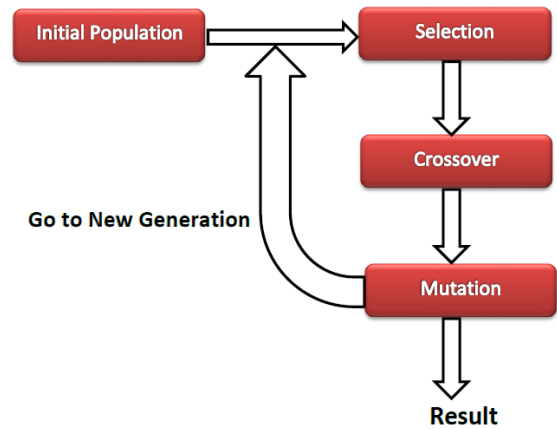 Initial Population
Selection
Crossover
Go to New Generation
Mutation
Result